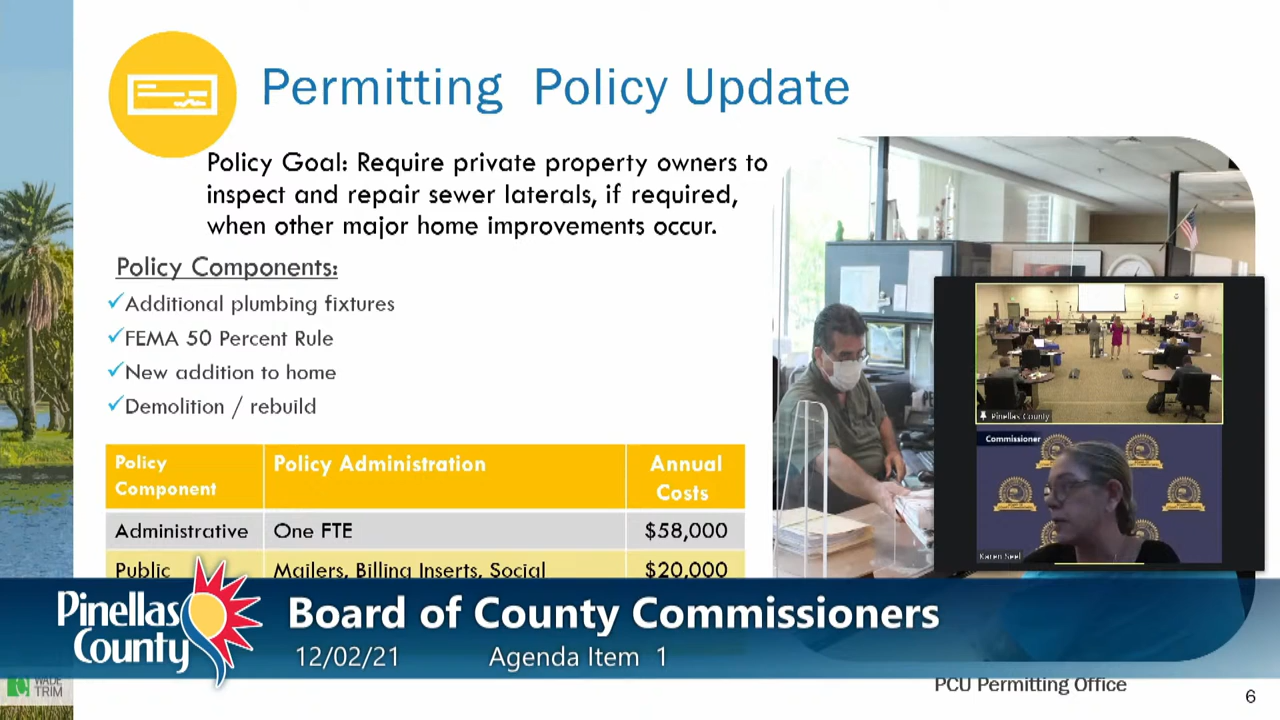 Permitting Policy Update
Policy Goal: Require private property owners to
inspect and repair sewer laterals, if required,
when other major home improvements occur.
Policy Components:
✓Additional plumbing fixtures
✓FEMA 50 Percent Rule
✓New addition to home
✓Demolition / rebuild
Policy Component
Policy Administration
Annual Costs
Administrative One FTE $58,000
Public Mailers, Billing Inserts, Social $20,000
Pinellas County
Commissioner
Karen Seel
Pinellas County
Board of County Commissioners
12/02/21 Agenda Item 1
WADE
TRIM
PCU Permitting Office
6